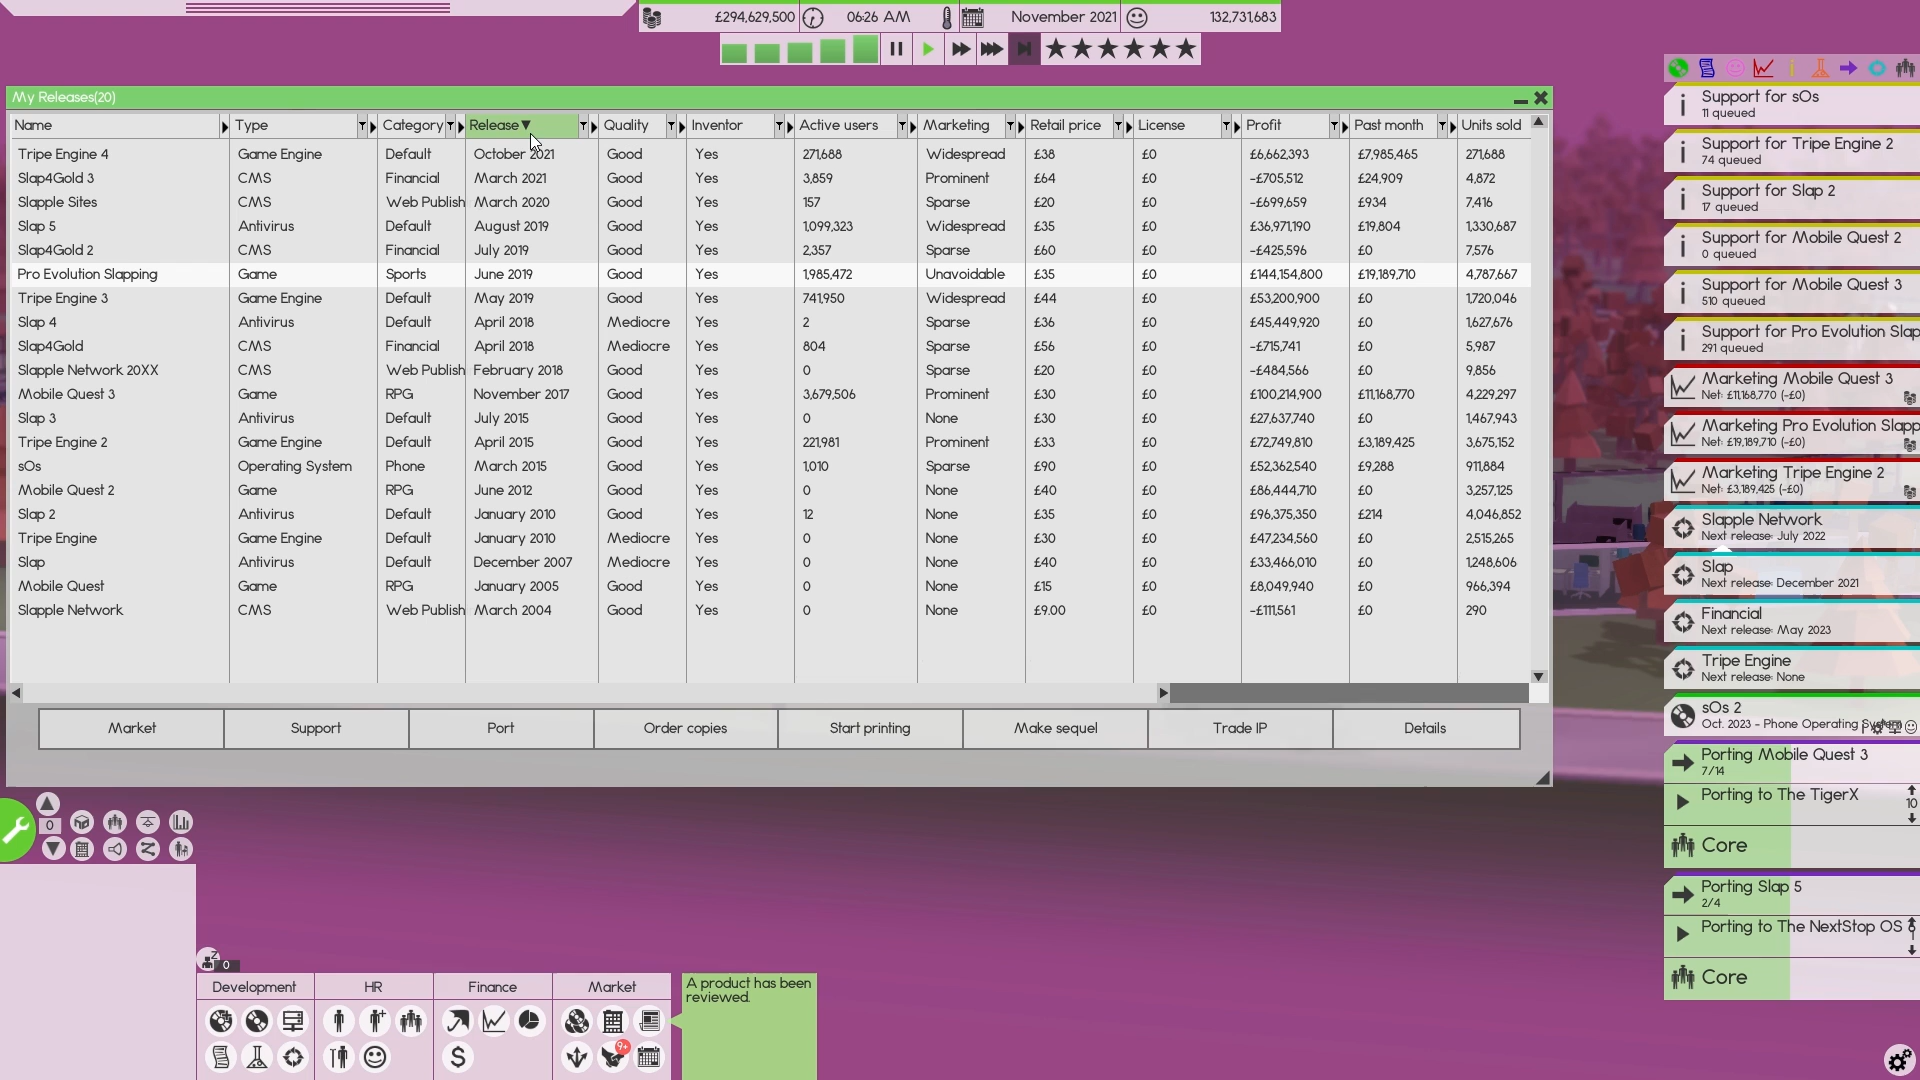 £294,629,500 06:26 AM November 2021 132,731,683
My Releases(20)
Name Type Category Release▼ Quality Inventor Active users Marketing Retail price License Profit Past month Units sold
Tripe Engine 4 Game Engine Default October 2021 Good Yes 271,688 Widespread £38 £0 £6,662,393 £7,985,465 271,688
Slap4Gold 3 CMS Financial March 2021 Good Yes 3,859 Prominent £64 £0 -£705,512 £24,909 4,872
Slapple Sites CMS Web Publish March 2020 Good Yes 157 Sparse £20 £0 -£699,659 £934 7,416
Slap 5 Antivirus Default August 2019 Good Yes 1,099,323 Widespread £35 £0 £36,971,190 £19,804 1,330,687
Slap4Gold 2 CMS Financial July 2019 Good Yes 2,357 Sparse £60 £0 -£425,596 £0 7,576
Pro Evolution Slapping Game Sports June 2019 Good Yes 1,985,472 Unavoidable £35 £0 £144,154,800 £19,189,710 4,787,667
Tripe Engine 3 Game Engine Default May 2019 Good Yes 741,950 Widespread £44 £0 £53,200,900 £0 1,720,046
Slap 4 Antivirus Default April 2018 Mediocre Yes 2 Sparse £36 £0 £45,449,920 £0 1,627,676
Slap4Gold CMS Financial April 2018 Mediocre Yes 804 Sparse £56 £0 -£715,741 £0 5,987
Slapple Network 20XX CMS Web Publish February 2018 Good Yes 0 Sparse £20 £0 -£484,566 £0 9,856
Mobile Quest 3 Game RPG November 2017 Good Yes 3,679,506 Prominent £30 £0 £100,214,900 £11,168,770 4,229,297
Slap 3 Antivirus Default July 2015 Good Yes 0 None £30 £0 £27,637,740 £0 1,467,943
Tripe Engine 2 Game Engine Default April 2015 Good Yes 221,981 Prominent £33 £0 £72,749,810 £3,189,425 3,675,152
sOs Operating System Phone March 2015 Good Yes 1,010 Sparse £90 £0 £52,362,540 £9,288 911,884
Mobile Quest 2 Game RPG June 2012 Good Yes 0 None £40 £0 £86,444,710 £0 3,257,125
Slap 2 Antivirus Default January 2010 Good Yes 12 None £35 £0 £96,375,350 £214 4,046,852
Tripe Engine Game Engine Default January 2010 Mediocre Yes 0 None £30 £0 £47,234,560 £0 2,515,265
Slap Antivirus Default December 2007 Mediocre Yes 0 None £40 £0 £33,466,010 £0 1,248,606
Mobile Quest Game RPG January 2005 Good Yes 0 None £15 £0 £8,049,940 £0 966,394
Slapple Network CMS Web Publish March 2004 Good Yes 0 None £9.00 £0 -£111,561 £0 290
Market Support Port Order copies Start printing Make sequel Trade IP Details
Support for sOs
11 queued
Support for Tripe Engine 2
74 queued
Support for Slap 2
17 queued
Support for Mobile Quest 2
0 queued
Support for Mobile Quest 3
510 queued
Support for Pro Evolution Slap
291 queued
Marketing Mobile Quest 3
Net: £11,168,770 (-£0)
Marketing Pro Evolution Slapp
Net: £19,189,710 (-£0)
Marketing Tripe Engine 2
Net: £3,189,425 (-£0)
Slapple Network
Next release: July 2022
Slap
Next release: December 2021
Financial
Next release: May 2023
Tripe Engine
Next release: None
sOs 2
Oct. 2023 - Phone Operating System
Porting Mobile Quest 3
7/14
Porting to The TigerX
10
Core
Porting Slap 5
2/4
Porting to The NextStop OS
Core
0
0
Development HR Finance Market
9+
A product has been
reviewed.